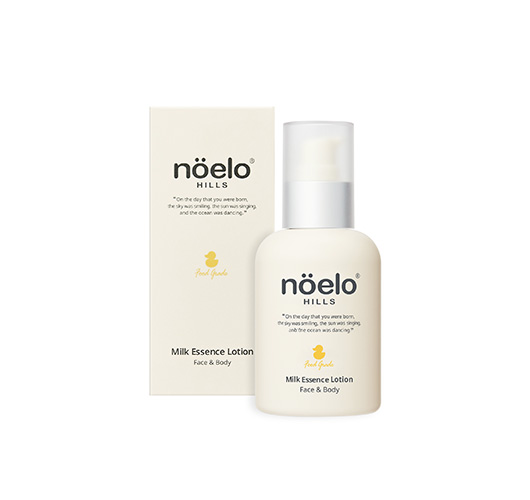 nöelo®
HILLS
"On the day that you were born,
the sky was smiling, the sun was singing,
and the ocean was dancing."
Food Grade
Milk Essence Lotion
Face & Body
nöelo®
HILLS
"On the day that you were born,
the sky was smiling, the sun was singing,
and the ocean was dancing."
Food Grade
Milk Essence Lotion
Face & Body